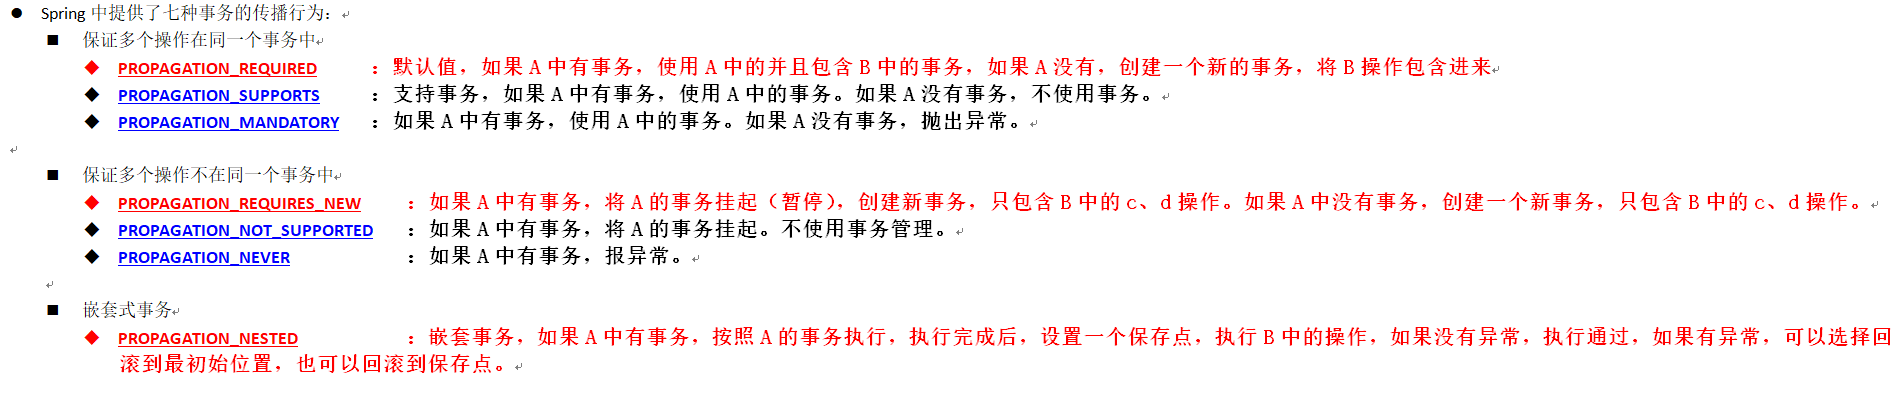 ● Spring 中提供了七种事务的传播行为：
■ 保证多个操作在同一个事务中
◆ PROPAGATION_REQUIRED ：默认值，如果 A 中有事务，使用 A 中的并且包含 B 中的事务，如果 A 没有，创建一个新的事务，将 B 操作包含进来
◆ PROPAGATION_SUPPORTS ：支持事务，如果 A 中有事务，使用 A 中的事务。如果 A 没有事务，不使用事务。
◆ PROPAGATION_MANDATORY ：如果 A 中有事务，使用 A 中的事务。如果 A 没有事务，抛出异常。
■ 保证多个操作不在同一个事务中
◆ PROPAGATION_REQUIRES_NEW ：如果 A 中有事务，将 A 的事务挂起（暂停），创建新事务，只包含 B 中的 c、d 操作。如果 A 中没有事务，创建一个新事务，只包含 B 中的 c、d 操作。
◆ PROPAGATION_NOT_SUPPORTED ：如果 A 中有事务，将 A 的事务挂起。不使用事务管理。
◆ PROPAGATION_NEVER ：如果 A 中有事务，报异常。
■ 嵌套式事务
◆ PROPAGATION_NESTED ：嵌套事务，如果 A 中有事务，按照 A 的事务执行，执行完成后，设置一个保存点，执行 B 中的操作，如果没有异常，执行通过，如果有异常，可以选择回
滚到最初始位置，也可以回滚到保存点。